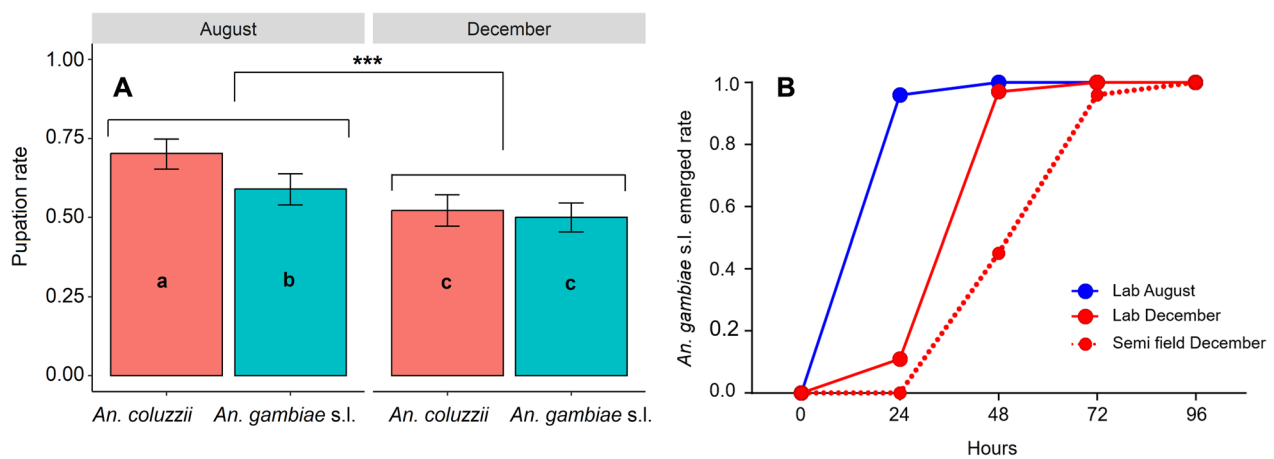 August
December
A
***
Pupation rate
1.00
0.75
0.50
0.25
0.00
a
b
c
c
An. coluzzii
An. gambiae s.l.
An. coluzzii
An. gambiae s.l.
B
An. gambiae s.l. emerged rate
1.0
0.8
0.6
0.4
0.2
0.0
Lab August
Lab December
Semi field December
0
24
48
72
96
Hours